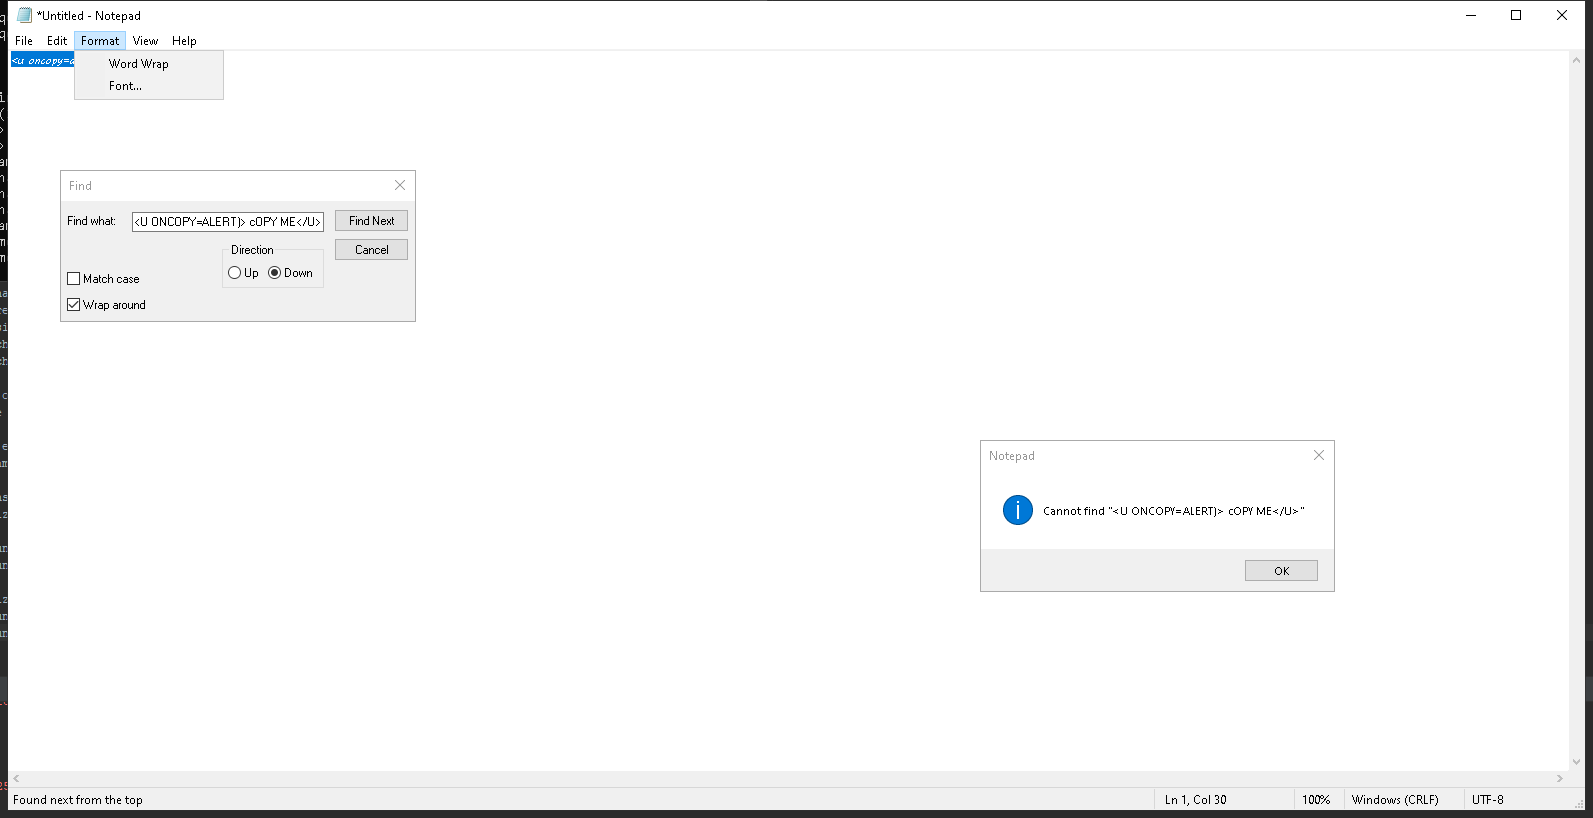 *Untitled - Notepad
File Edit Format View Help
<u oncopy=a
Word Wrap
Font...
Find
Find what: <U ONCOPY=ALERT)> cOPY ME</U> Find Next
Direction Cancel
Up Down
Match case
Wrap around
Notepad
Cannot find "<U ONCOPY=ALERT)> cOPY ME</U>"
OK
Found next from the top Ln 1, Col 30 100% Windows (CRLF) UTF-8